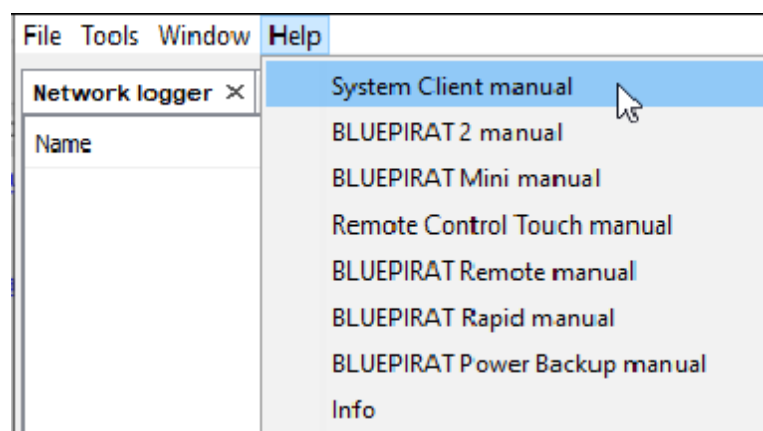 File Tools Window Help
Network logger ×
Name
System Client manual
BLUEPIRAT 2 manual
BLUEPIRAT Mini manual
Remote Control Touch manual
BLUEPIRAT Remote manual
BLUEPIRAT Rapid manual
BLUEPIRAT Power Backup manual
Info